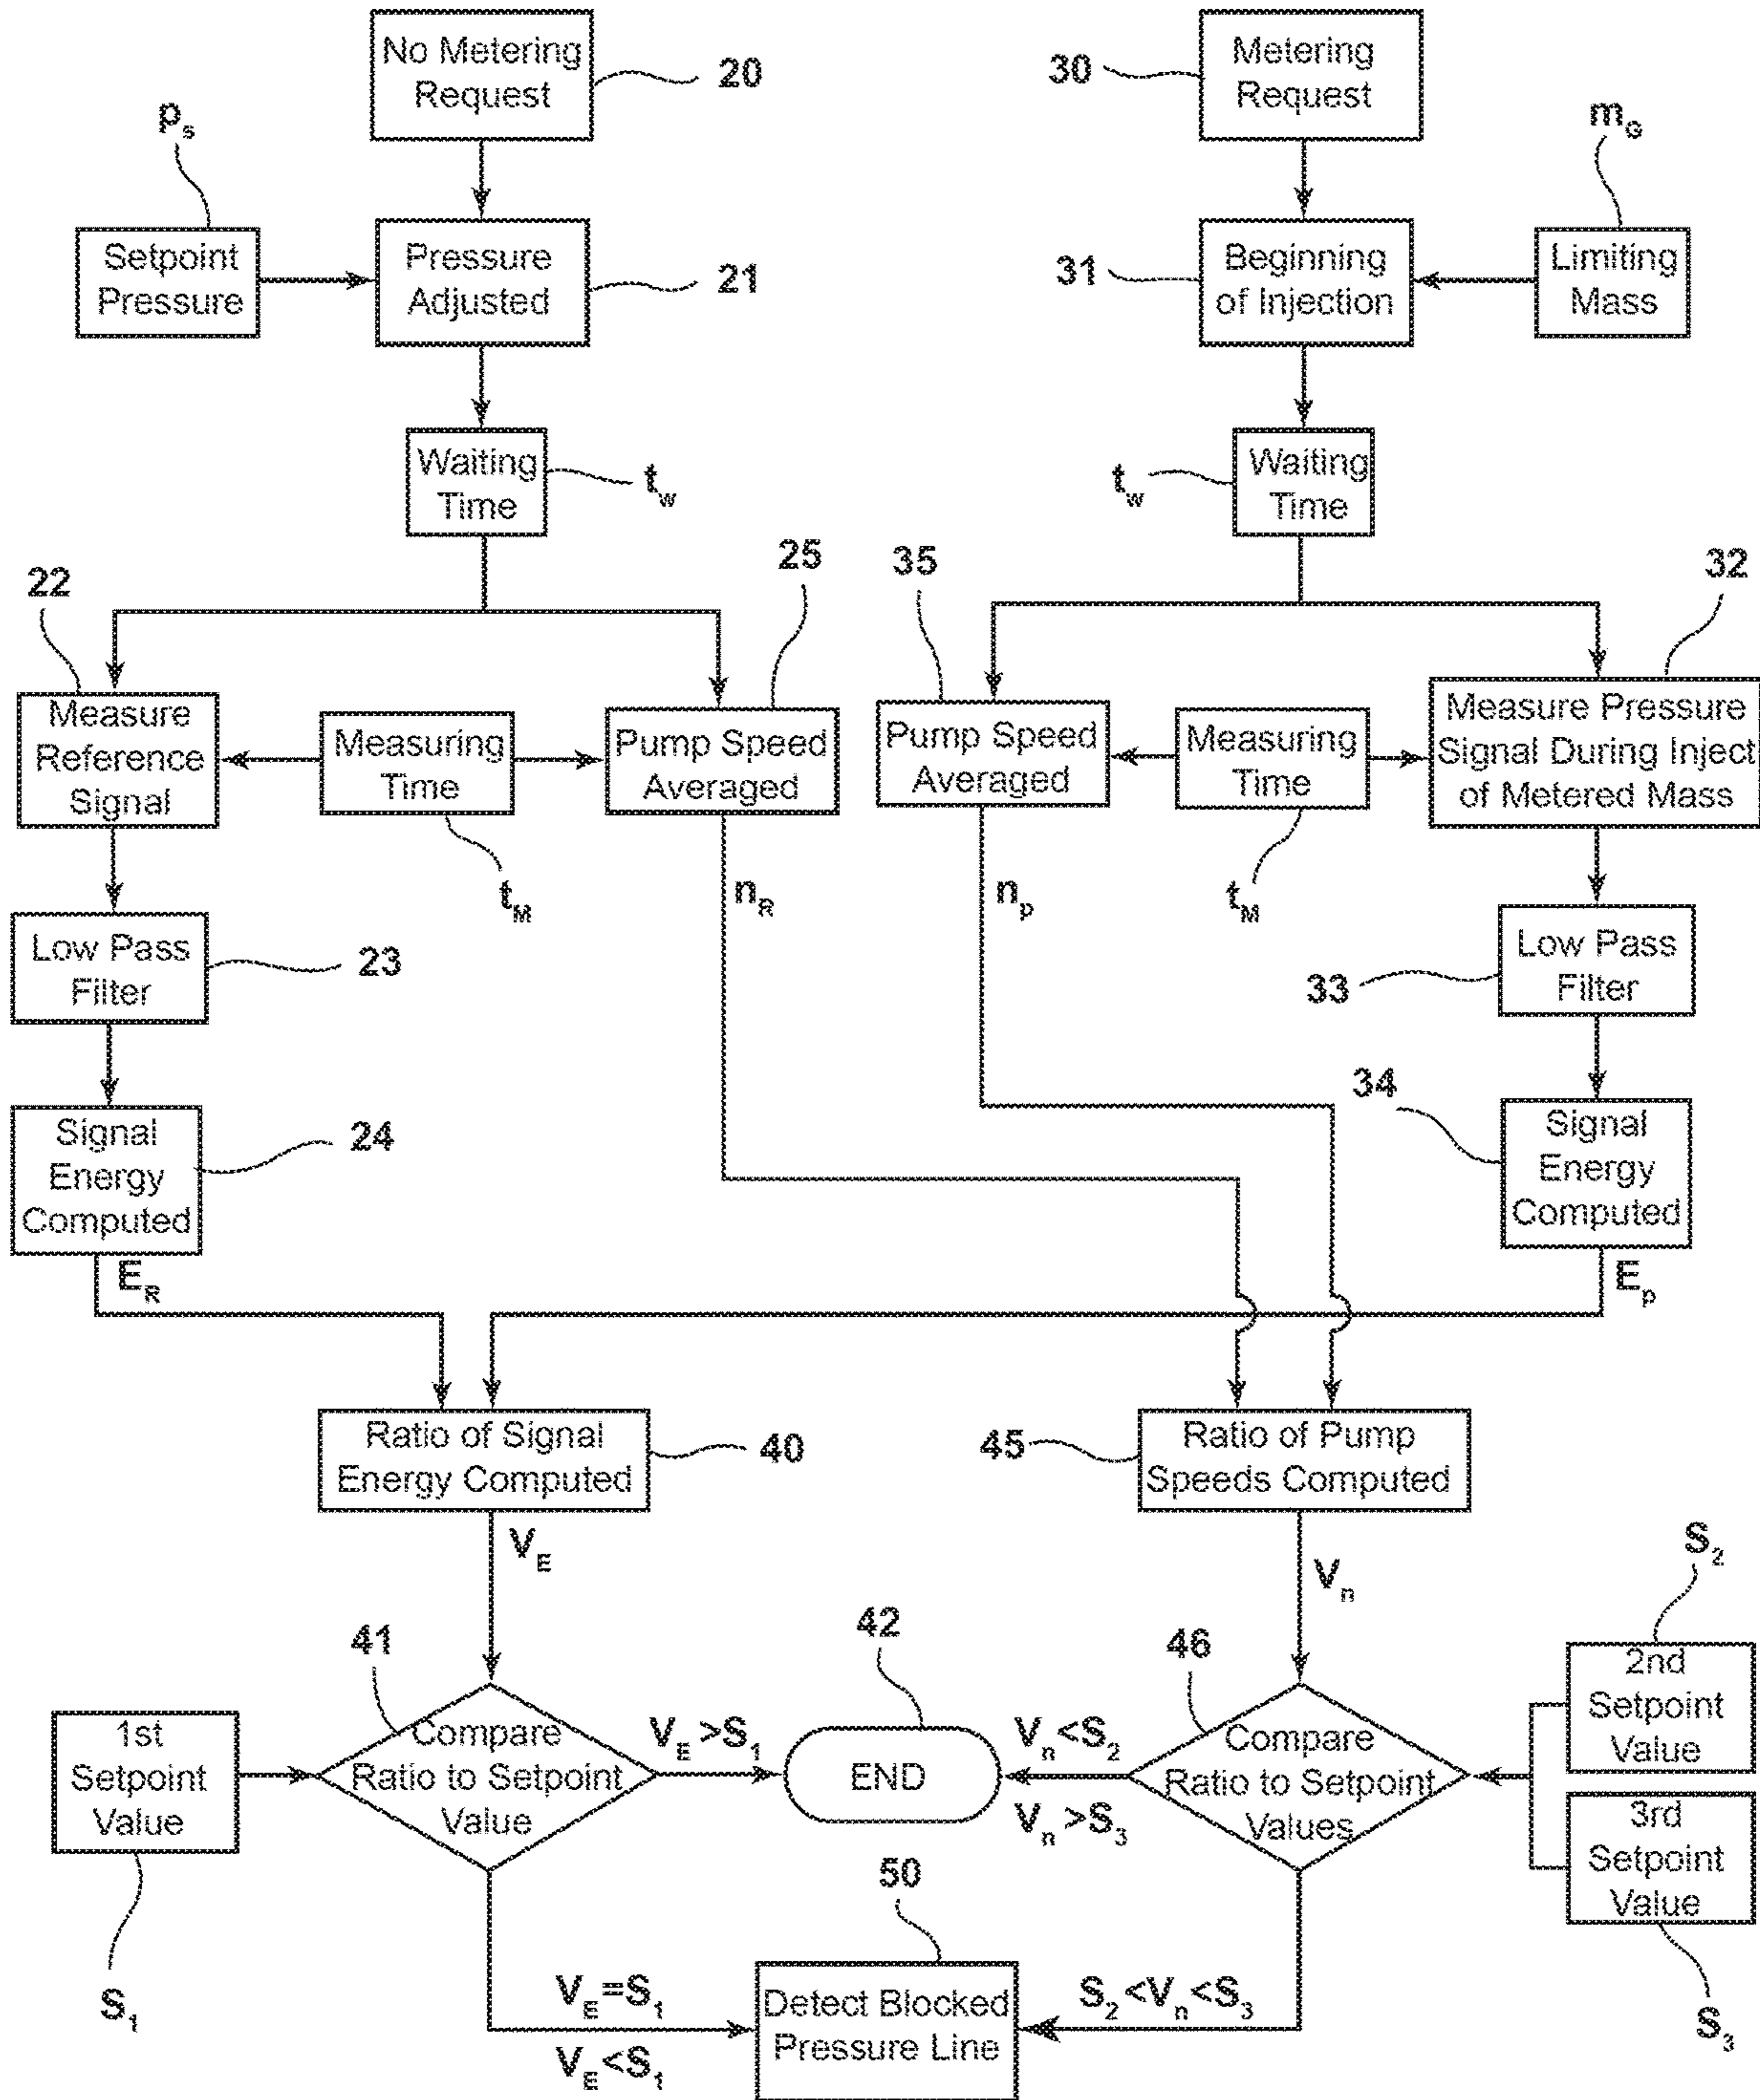 No Metering
Request
20
30
Metering
Request
p_s
m_G
Setpoint
Pressure
Pressure
Adjusted
21
31
Beginning
of Injection
Limiting
Mass
Waiting
Time
t_w
t_w
Waiting
Time
22
25
35
32
Measure
Reference
Signal
Measuring
Time
Pump Speed
Averaged
Pump Speed
Averaged
Measuring
Time
Measure Pressure
Signal During Inject
of Metered Mass
t_M
n_R
n_p
t_M
Low Pass
Filter
23
33
Low Pass
Filter
Signal
Energy
Computed
24
34
Signal
Energy
Computed
E_R
E_p
Ratio of Signal
Energy Computed
40
45
Ratio of Pump
Speeds Computed
V_E
V_n
S_2
41
42
46
1st
Setpoint
Value
Compare
Ratio to Setpoint
Value
V_E >S_1
END
V_n <S_2
V_n >S_3
Compare
Ratio to Setpoint
Values
2nd
Setpoint
Value
3rd
Setpoint
Value
50
S_1
V_E =S_1
V_E <S_1
Detect Blocked
Pressure Line
S_2 <V_n <S_3
S_3